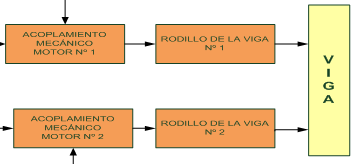 ACOPLAMIENTO
MECÁNICO
MOTOR Nº 1
RODILLO DE LA VIGA
Nº 1
ACOPLAMIENTO
MECÁNICO
MOTOR Nº 2
RODILLO DE LA VIGA
Nº 2
V
I
G
A